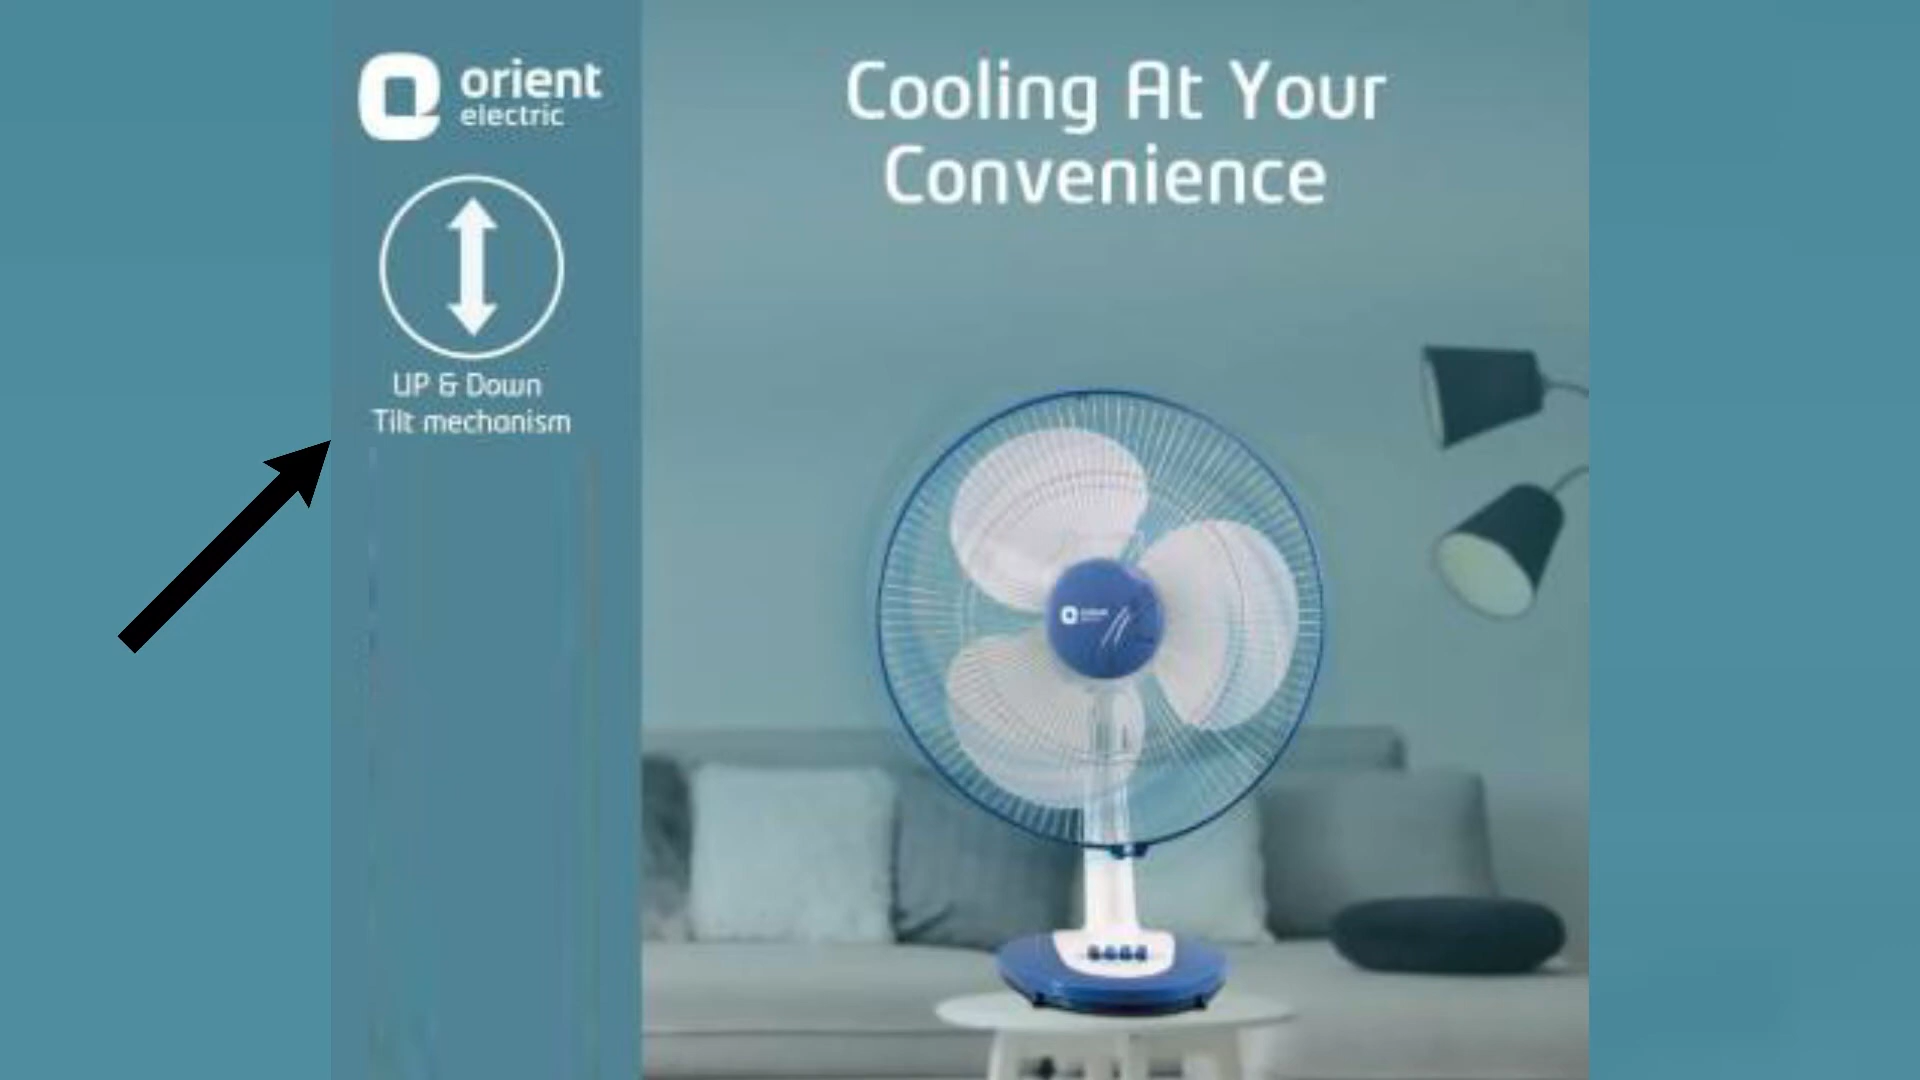 orient
electric
UP & Down
Tilt mechanism
Cooling At Your
Convenience